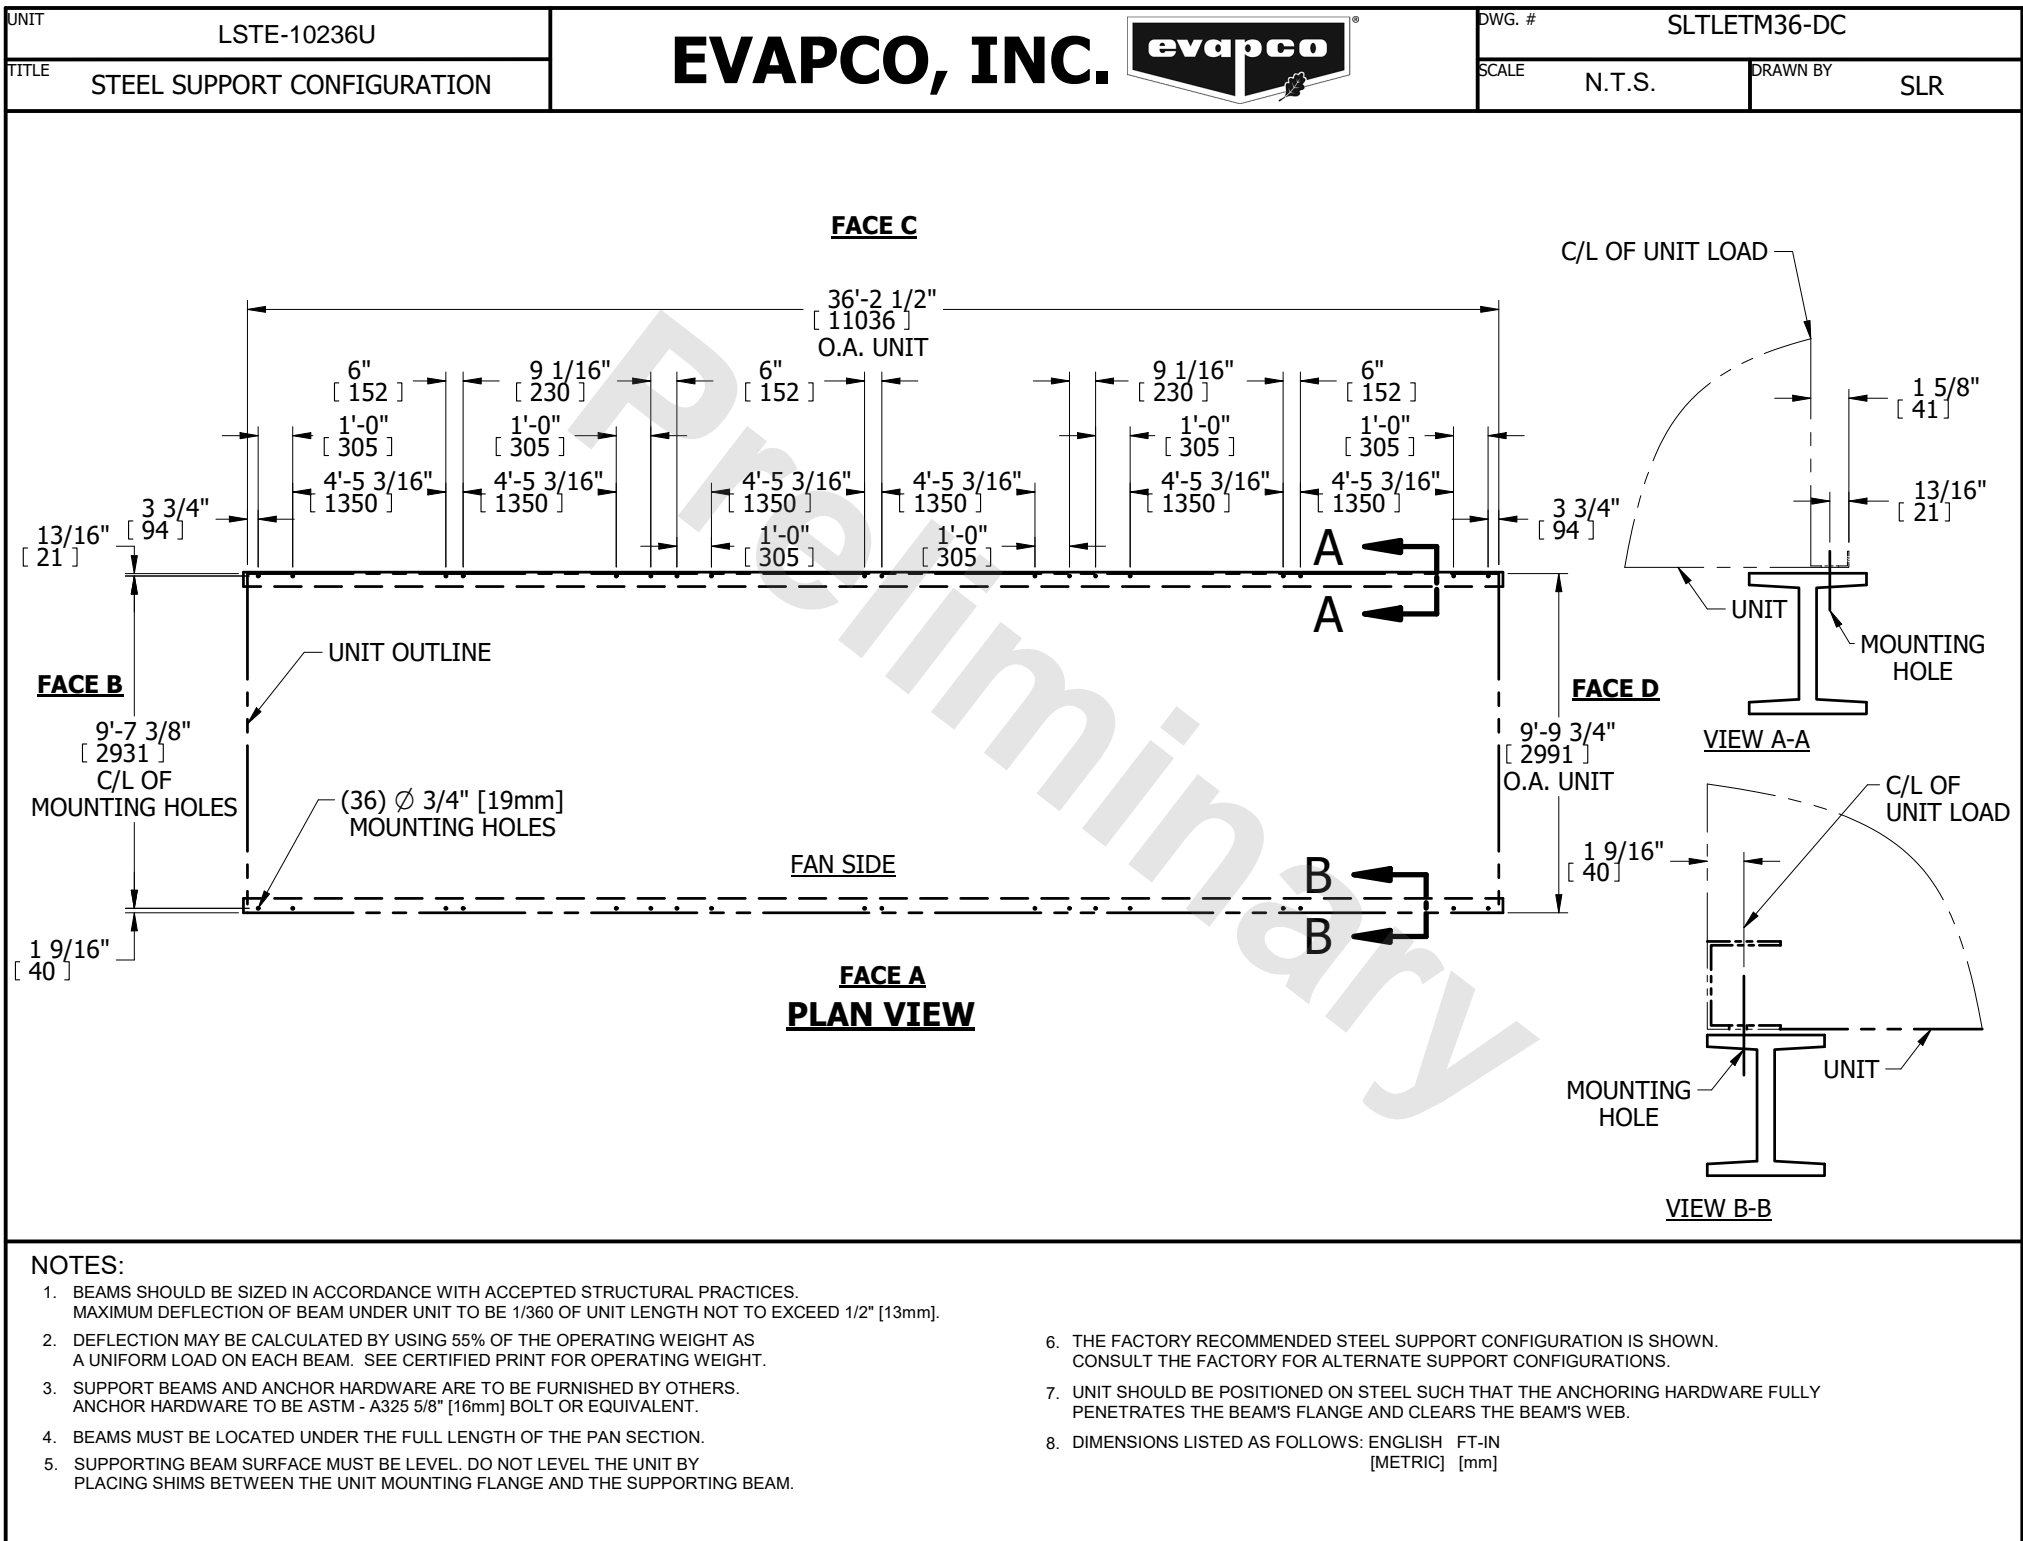 UNIT
LSTE-10236U
TITLE
STEEL SUPPORT CONFIGURATION
EVAPCO, INC.
evapco
®
DWG. #
SLTLETM36-DC
SCALE
N.T.S.
DRAWN BY
SLR
FACE C
36'-2 1/2"
[ 11036 ]
O.A. UNIT
6"
[ 152 ]
9 1/16"
[ 230 ]
6"
[ 152 ]
9 1/16"
[ 230 ]
6"
[ 152 ]
1'-0"
[ 305 ]
1'-0"
[ 305 ]
1'-0"
[ 305 ]
1'-0"
[ 305 ]
4'-5 3/16"
[ 1350 ]
4'-5 3/16"
[ 1350 ]
4'-5 3/16"
[ 1350 ]
4'-5 3/16"
[ 1350 ]
4'-5 3/16"
[ 1350 ]
4'-5 3/16"
[ 1350 ]
3 3/4"
[ 94 ]
3 3/4"
[ 94 ]
13/16"
[ 21 ]
1'-0"
[ 305 ]
1'-0"
[ 305 ]
A
A
UNIT OUTLINE
FACE B
9'-7 3/8"
[ 2931 ]
C/L OF
MOUNTING HOLES
(36) Ø 3/4" [19mm]
MOUNTING HOLES
FACE D
9'-9 3/4"
[ 2991 ]
O.A. UNIT
FAN SIDE
B
B
1 9/16"
[ 40 ]
FACE A
PLAN VIEW
Preliminary
C/L OF UNIT LOAD
1 5/8"
[ 41 ]
13/16"
[ 21 ]
UNIT
MOUNTING
HOLE
VIEW A-A
C/L OF
UNIT LOAD
1 9/16"
[ 40 ]
UNIT
MOUNTING
HOLE
VIEW B-B
NOTES:
1. BEAMS SHOULD BE SIZED IN ACCORDANCE WITH ACCEPTED STRUCTURAL PRACTICES.
MAXIMUM DEFLECTION OF BEAM UNDER UNIT TO BE 1/360 OF UNIT LENGTH NOT TO EXCEED 1/2" [13mm].
2. DEFLECTION MAY BE CALCULATED BY USING 55% OF THE OPERATING WEIGHT AS
A UNIFORM LOAD ON EACH BEAM. SEE CERTIFIED PRINT FOR OPERATING WEIGHT.
3. SUPPORT BEAMS AND ANCHOR HARDWARE ARE TO BE FURNISHED BY OTHERS.
ANCHOR HARDWARE TO BE ASTM - A325 5/8" [16mm] BOLT OR EQUIVALENT.
4. BEAMS MUST BE LOCATED UNDER THE FULL LENGTH OF THE PAN SECTION.
5. SUPPORTING BEAM SURFACE MUST BE LEVEL. DO NOT LEVEL THE UNIT BY
PLACING SHIMS BETWEEN THE UNIT MOUNTING FLANGE AND THE SUPPORTING BEAM.
6. THE FACTORY RECOMMENDED STEEL SUPPORT CONFIGURATION IS SHOWN.
CONSULT THE FACTORY FOR ALTERNATE SUPPORT CONFIGURATIONS.
7. UNIT SHOULD BE POSITIONED ON STEEL SUCH THAT THE ANCHORING HARDWARE FULLY
PENETRATES THE BEAM'S FLANGE AND CLEARS THE BEAM'S WEB.
8. DIMENSIONS LISTED AS FOLLOWS: ENGLISH FT-IN
[METRIC] [mm]